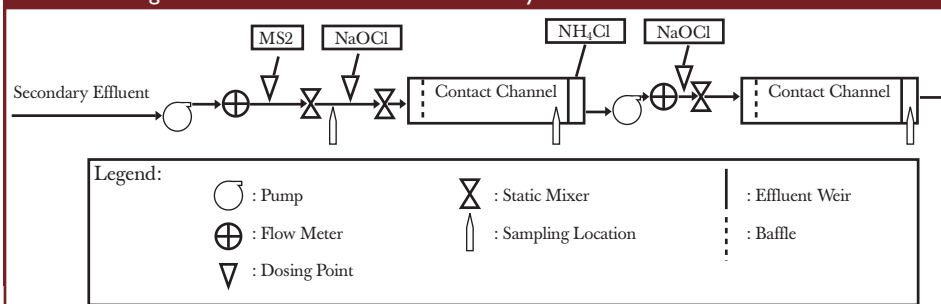 MS2
NaOCl
NH₄Cl
NaOCl
Secondary Effluent
Contact Channel
Contact Channel
Legend:
: Pump
: Static Mixer
: Effluent Weir
: Flow Meter
: Sampling Location
: Baffle
: Dosing Point